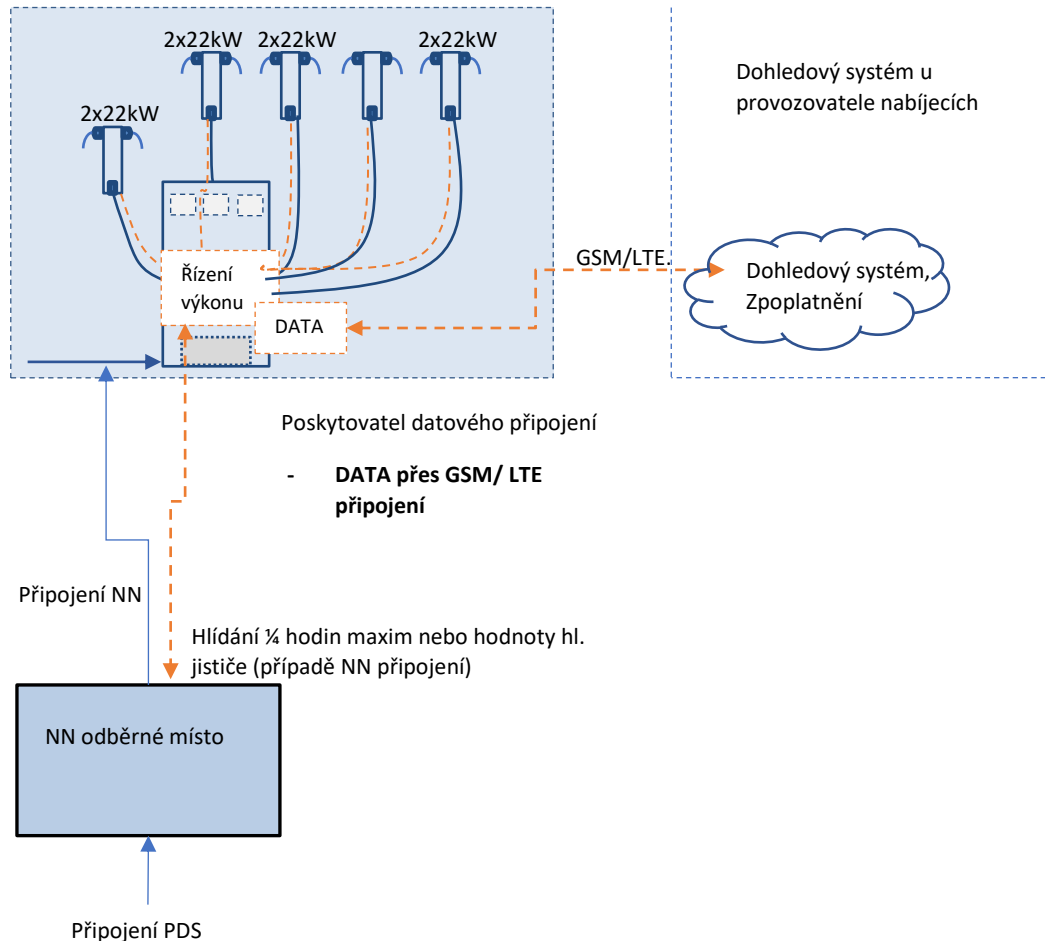 2x22kW
2x22kW
2x22kW
2x22kW
Řízení
výkonu
DATA
GSM/LTE.
Dohledový systém u
provozovatele nabíjecích
Dohledový systém,
Zpoplatnění
Poskytovatel datového připojení
- DATA přes GSM/ LTE
připojení
Připojení NN
Hlídání ¼ hodin maxim nebo hodnoty hl.
jističe (případě NN připojení)
NN odběrné místo
Připojení PDS